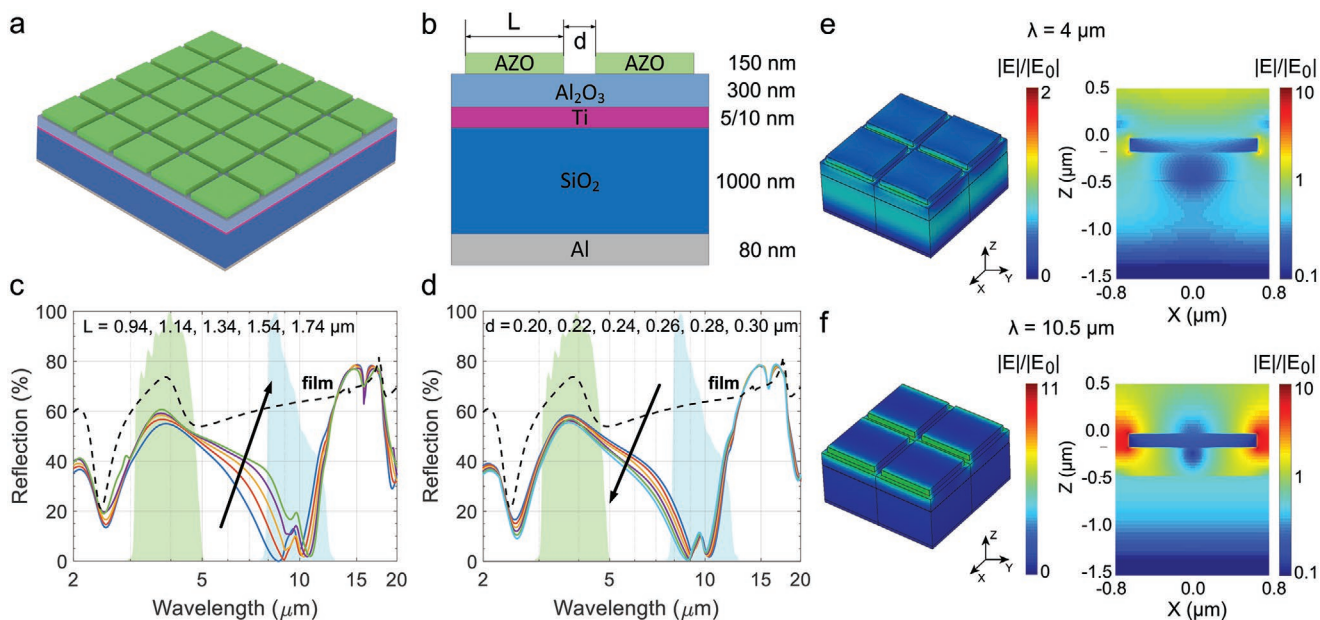 a
b
L
d
AZO
AZO
150 nm
Al₂O₃
300 nm
Ti
5/10 nm
SiO₂
1000 nm
Al
80 nm
c
L = 0.94, 1.14, 1.34, 1.54, 1.74 µm
film
Reflection (%)
100
80
60
40
20
0
2
5
10
15
20
Wavelength (µm)
d
d = 0.20, 0.22, 0.24, 0.26, 0.28, 0.30 µm
film
Reflection (%)
100
80
60
40
20
0
2
5
10
15
20
Wavelength (µm)
e
λ = 4 µm
|E|/|E₀|
2
0
Z
X
Y
|E|/|E₀|
10
1
0.1
Z (µm)
0.5
0.0
-0.5
-1.0
-1.5
-0.8
0.0
0.8
X (µm)
f
λ = 10.5 µm
|E|/|E₀|
11
0
Z
X
Y
|E|/|E₀|
10
1
0.1
Z (µm)
0.5
0.0
-0.5
-1.0
-1.5
-0.8
0.0
0.8
X (µm)